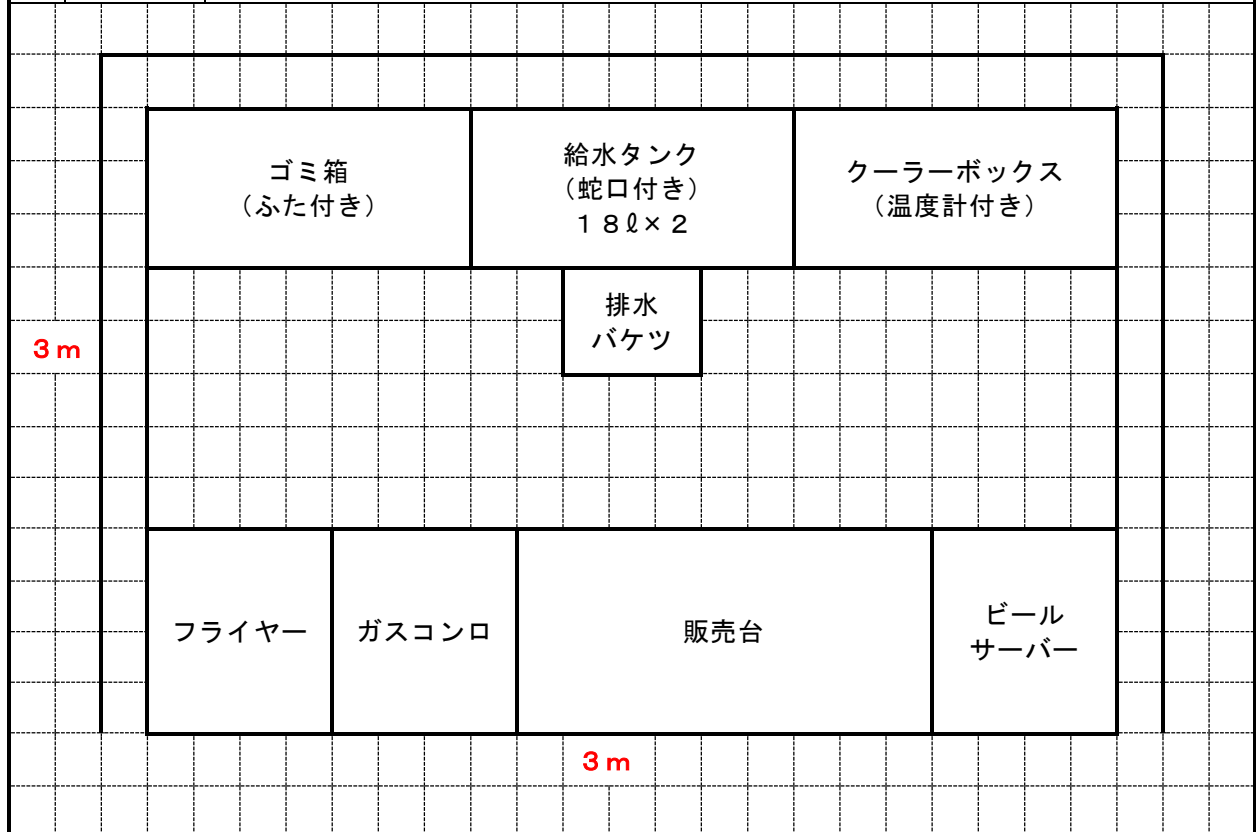 ゴミ箱
（ふた付き）
給水タンク
（蛇口付き）
１８ℓ×２
クーラーボックス
（温度計付き）
排水
バケツ
３ｍ
フライヤー
ガスコンロ
販売台
ビール
サーバー
３ｍ